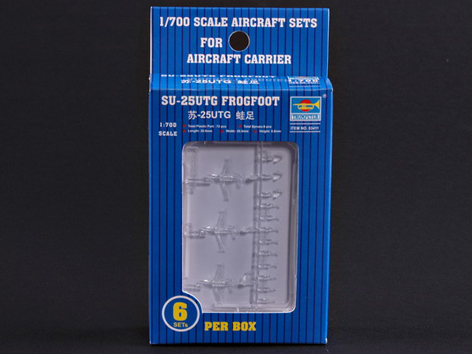 1/700 SCALE AIRCRAFT SETS
FOR
AIRCRAFT CARRIER
SU-25UTG FROGFOOT
苏-25UTG 蛙足
1:700
SCALE
TRUMPETER
6
SETs
PER BOX